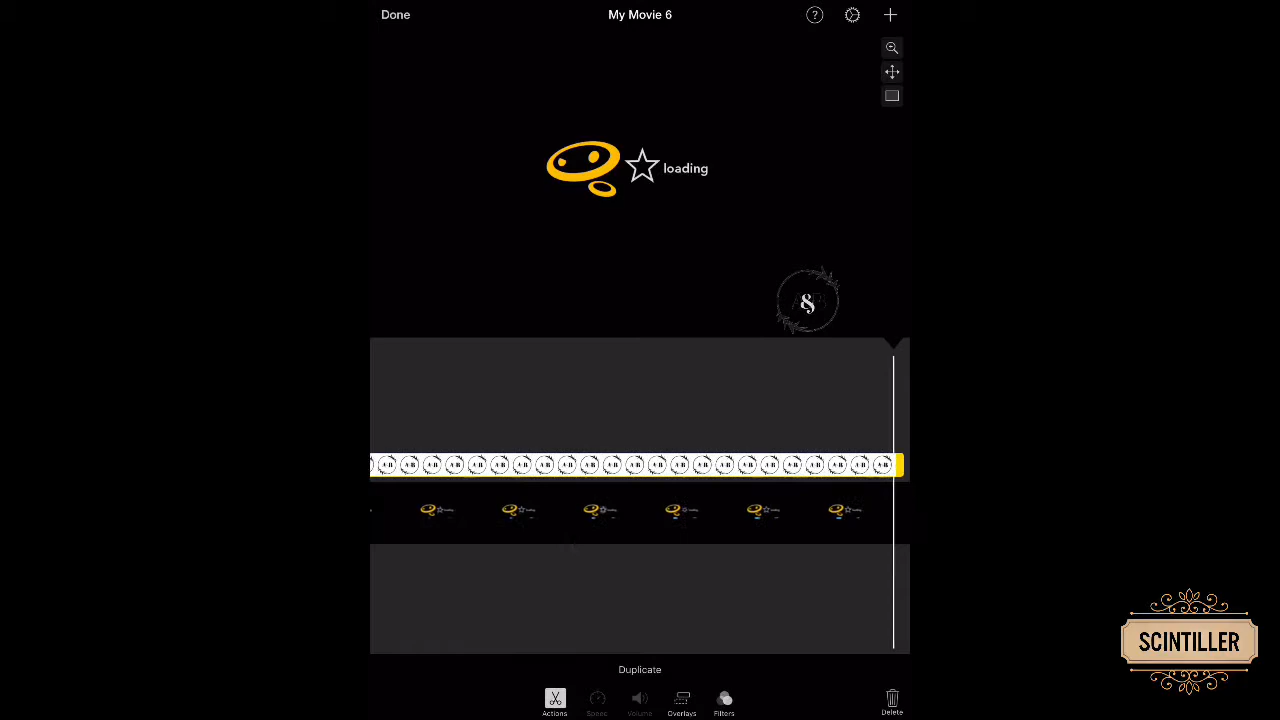 Done
My Movie 6
loading
&
Duplicate
Actions
Speed
Volume
Overlays
Filters
Delete
SCINTILLER